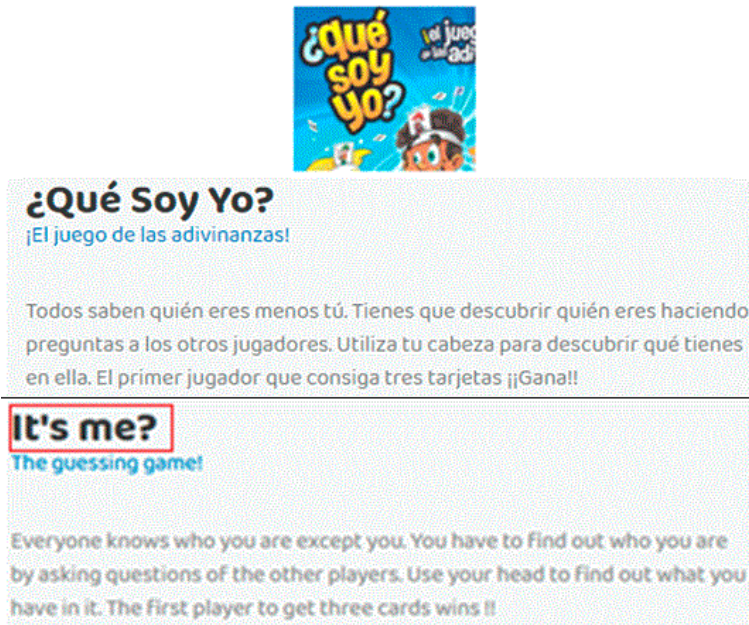 ¿qué
soy
yo?
¡el jueg
¿Qué Soy Yo?
¡El juego de las adivinanzas!
Todos saben quién eres menos tú. Tienes que descubrir quién eres haciendo
preguntas a los otros jugadores. Utiliza tu cabeza para descubrir qué tienes
en ella. El primer jugador que consiga tres tarjetas ¡¡Gana!!
It's me?
The guessing game!
Everyone knows who you are except you. You have to find out who you are
by asking questions of the other players. Use your head to find out what you
have in it. The first player to get three cards wins !!